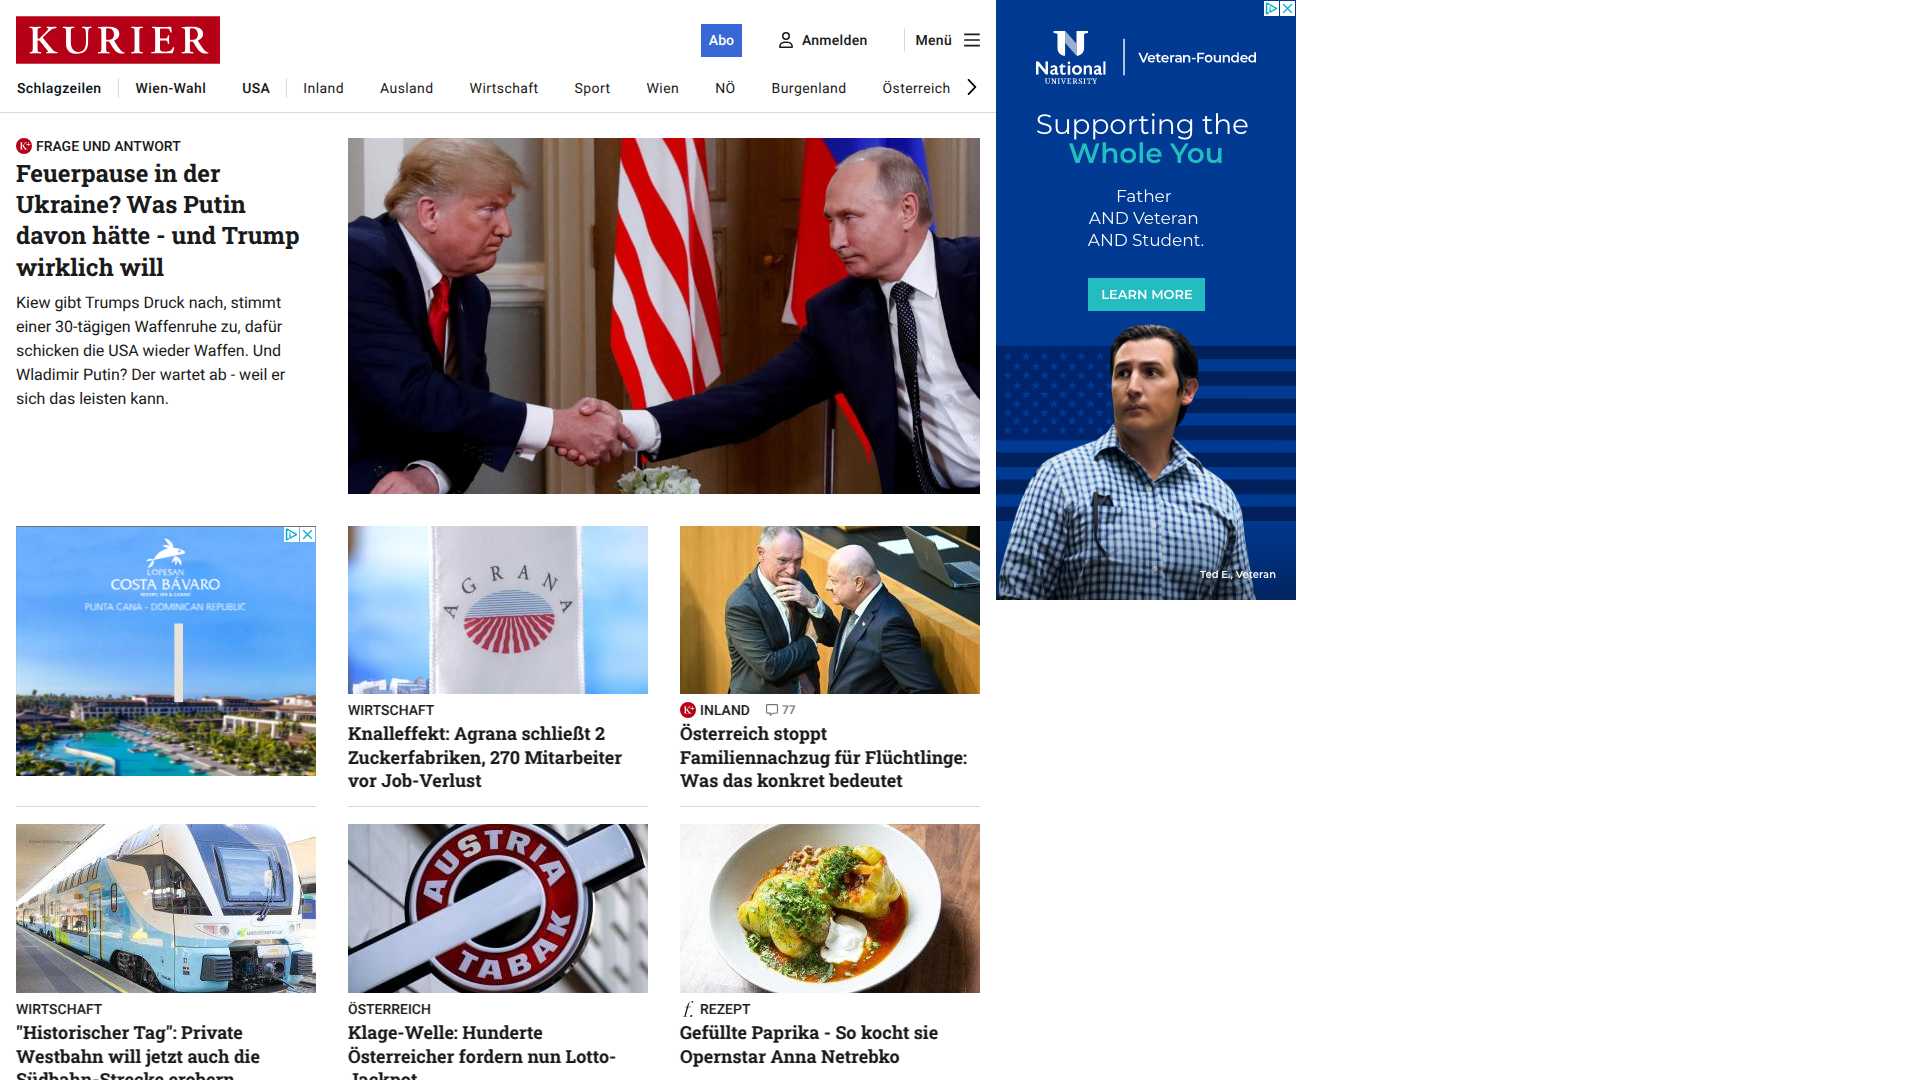 KURIER
Abo
Anmelden
Menü
Schlagzeilen
Wien-Wahl
USA
Inland
Ausland
Wirtschaft
Sport
Wien
NÖ
Burgenland
Österreich
National
UNIVERSITY
Veteran-Founded
Supporting the
Whole You
Father
AND Veteran
AND Student.
LEARN MORE
Ted E., Veteran
K+ FRAGE UND ANTWORT
Feuerpause in der
Ukraine? Was Putin
davon hätte - und Trump
wirklich will
Kiew gibt Trumps Druck nach, stimmt
einer 30-tägigen Waffenruhe zu, dafür
schicken die USA wieder Waffen. Und
Wladimir Putin? Der wartet ab - weil er
sich das leisten kann.
LOPESAN
COSTA BÁVARO
RESORT, SPA & CASINO
PUNTA CANA - DOMINICAN REPUBLIC
AGRANA
WIRTSCHAFT
Knalleffekt: Agrana schließt 2
Zuckerfabriken, 270 Mitarbeiter
vor Job-Verlust
K+ INLAND 77
Österreich stoppt
Familiennachzug für Flüchtlinge:
Was das konkret bedeutet
WIRTSCHAFT
"Historischer Tag": Private
Westbahn will jetzt auch die
Südbahn-Strecke erobern
AUSTRIA
TABAK
ÖSTERREICH
Klage-Welle: Hunderte
Österreicher fordern nun Lotto-
Jackpot
f. REZEPT
Gefüllte Paprika - So kocht sie
Opernstar Anna Netrebko